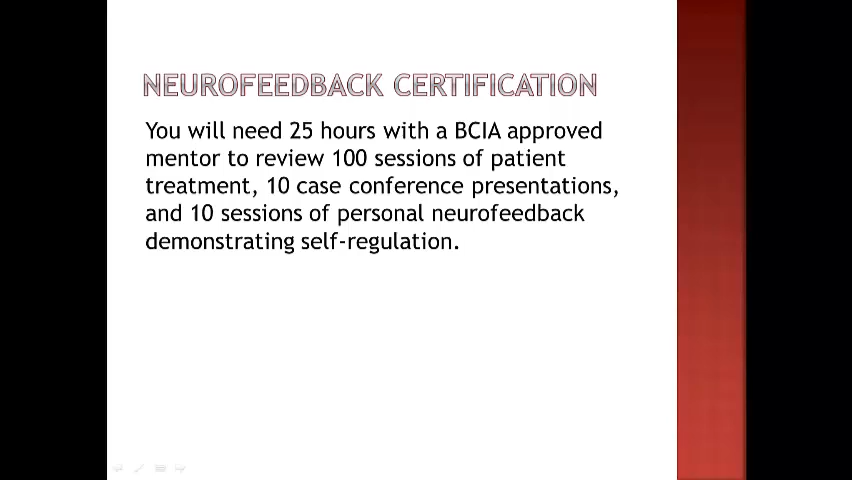 NEUROFEEDBACK CERTIFICATION
You will need 25 hours with a BCIA approved
mentor to review 100 sessions of patient
treatment, 10 case conference presentations,
and 10 sessions of personal neurofeedback
demonstrating self-regulation.